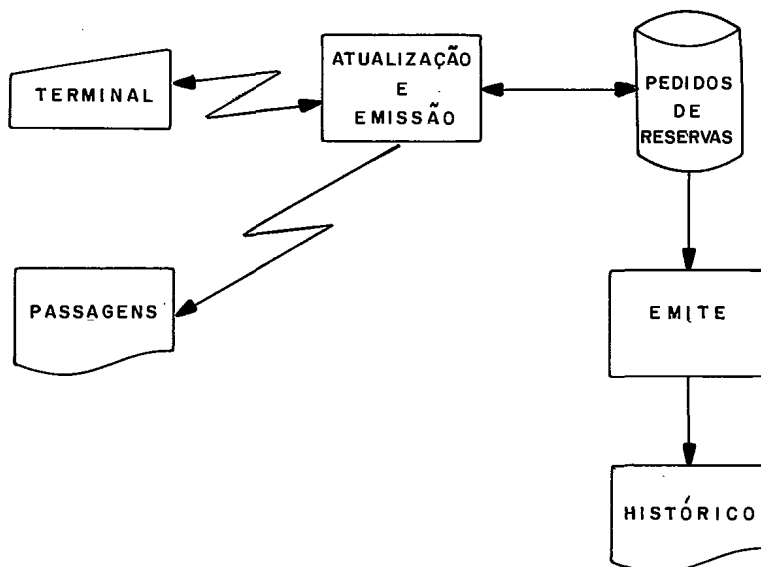 TERMINAL
ATUALIZAÇÃO
E
EMISSÃO
PEDIDOS
DE
RESERVAS
PASSAGENS
EMITE
HISTÓRICO